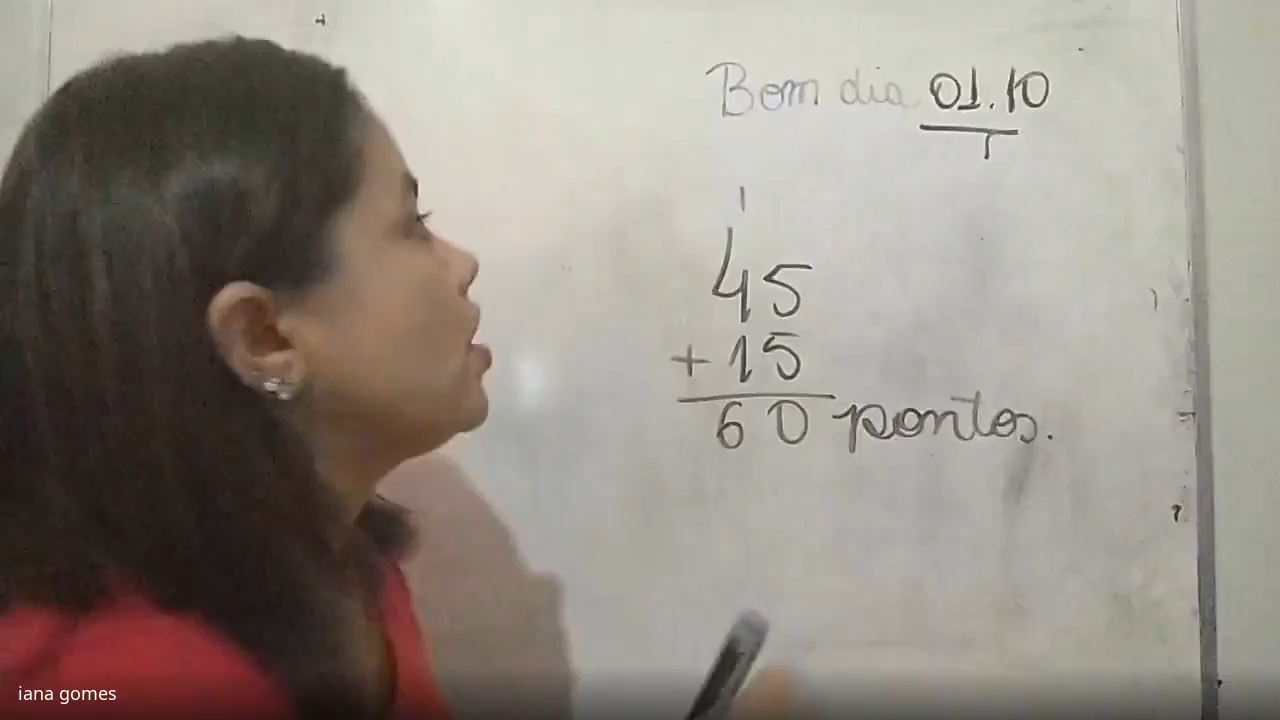 Bom dia 01.10
T
1
45
+ 15
60 pontos.
iana gomes